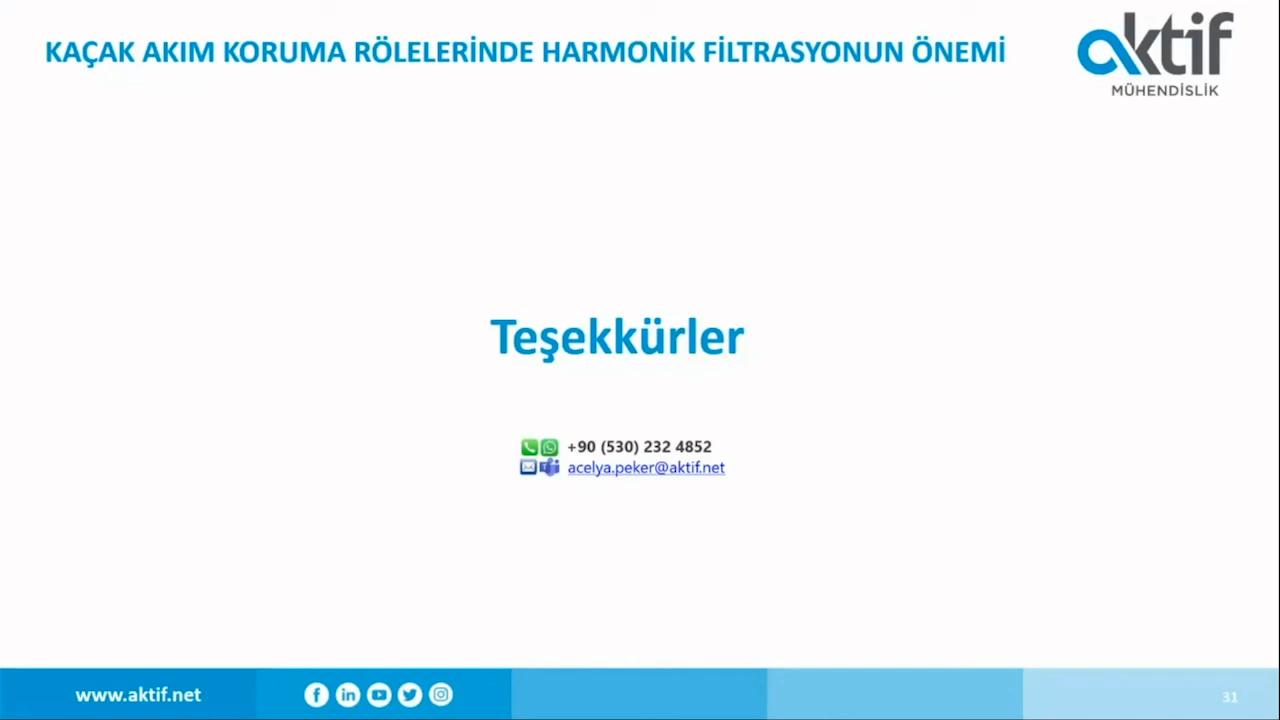 KAÇAK AKIM KORUMA RÖLELERİNDE HARMONİK FİLTRASYONUN ÖNEMİ
aktif
MÜHENDİSLİK
Teşekkürler
+90 (530) 232 4852
acelya.peker@aktif.net
www.aktif.net
31